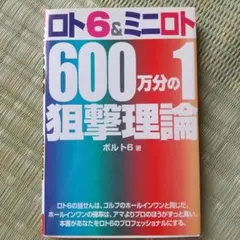 ロト6&ミニロト
600万分の1
狙撃理論
ボルト6 著
ロト6の当せんは、ゴルフのホールインワンと同じだ。
ホールインワンの確率は、アマよりプロのほうがずっと高い。
本書があなたをロト6のプロフェッショナルにする。